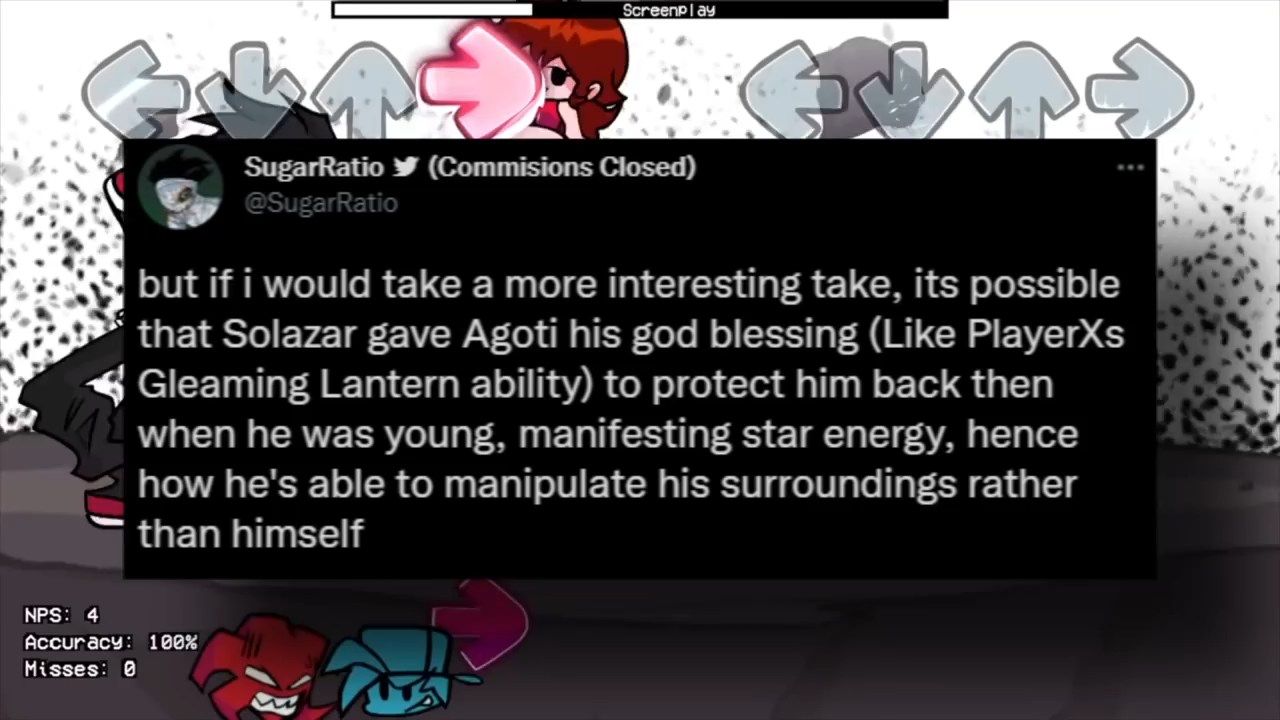 Screenplay
SugarRatio (Commisions Closed)
@SugarRatio
but if i would take a more interesting take, its possible
that Solazar gave Agoti his god blessing (Like PlayerXs
Gleaming Lantern ability) to protect him back then
when he was young, manifesting star energy, hence
how he's able to manipulate his surroundings rather
than himself
NPS: 4
Accuracy: 100%
Misses: 0